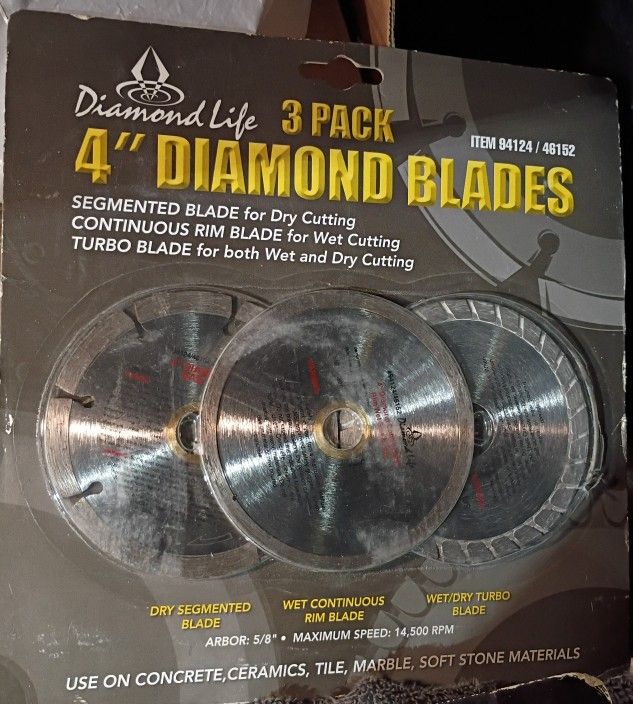 Diamond Life
3 PACK
ITEM 94124 / 46152
4" DIAMOND BLADES
SEGMENTED BLADE for Dry Cutting
CONTINUOUS RIM BLADE for Wet Cutting
TURBO BLADE for both Wet and Dry Cutting
Diamond Life
DRY SEGMENTED
BLADE
WET CONTINUOUS
RIM BLADE
WET/DRY TURBO
BLADE
ARBOR: 5/8" • MAXIMUM SPEED: 14,500 RPM
USE ON CONCRETE,CERAMICS, TILE, MARBLE, SOFT STONE MATERIALS